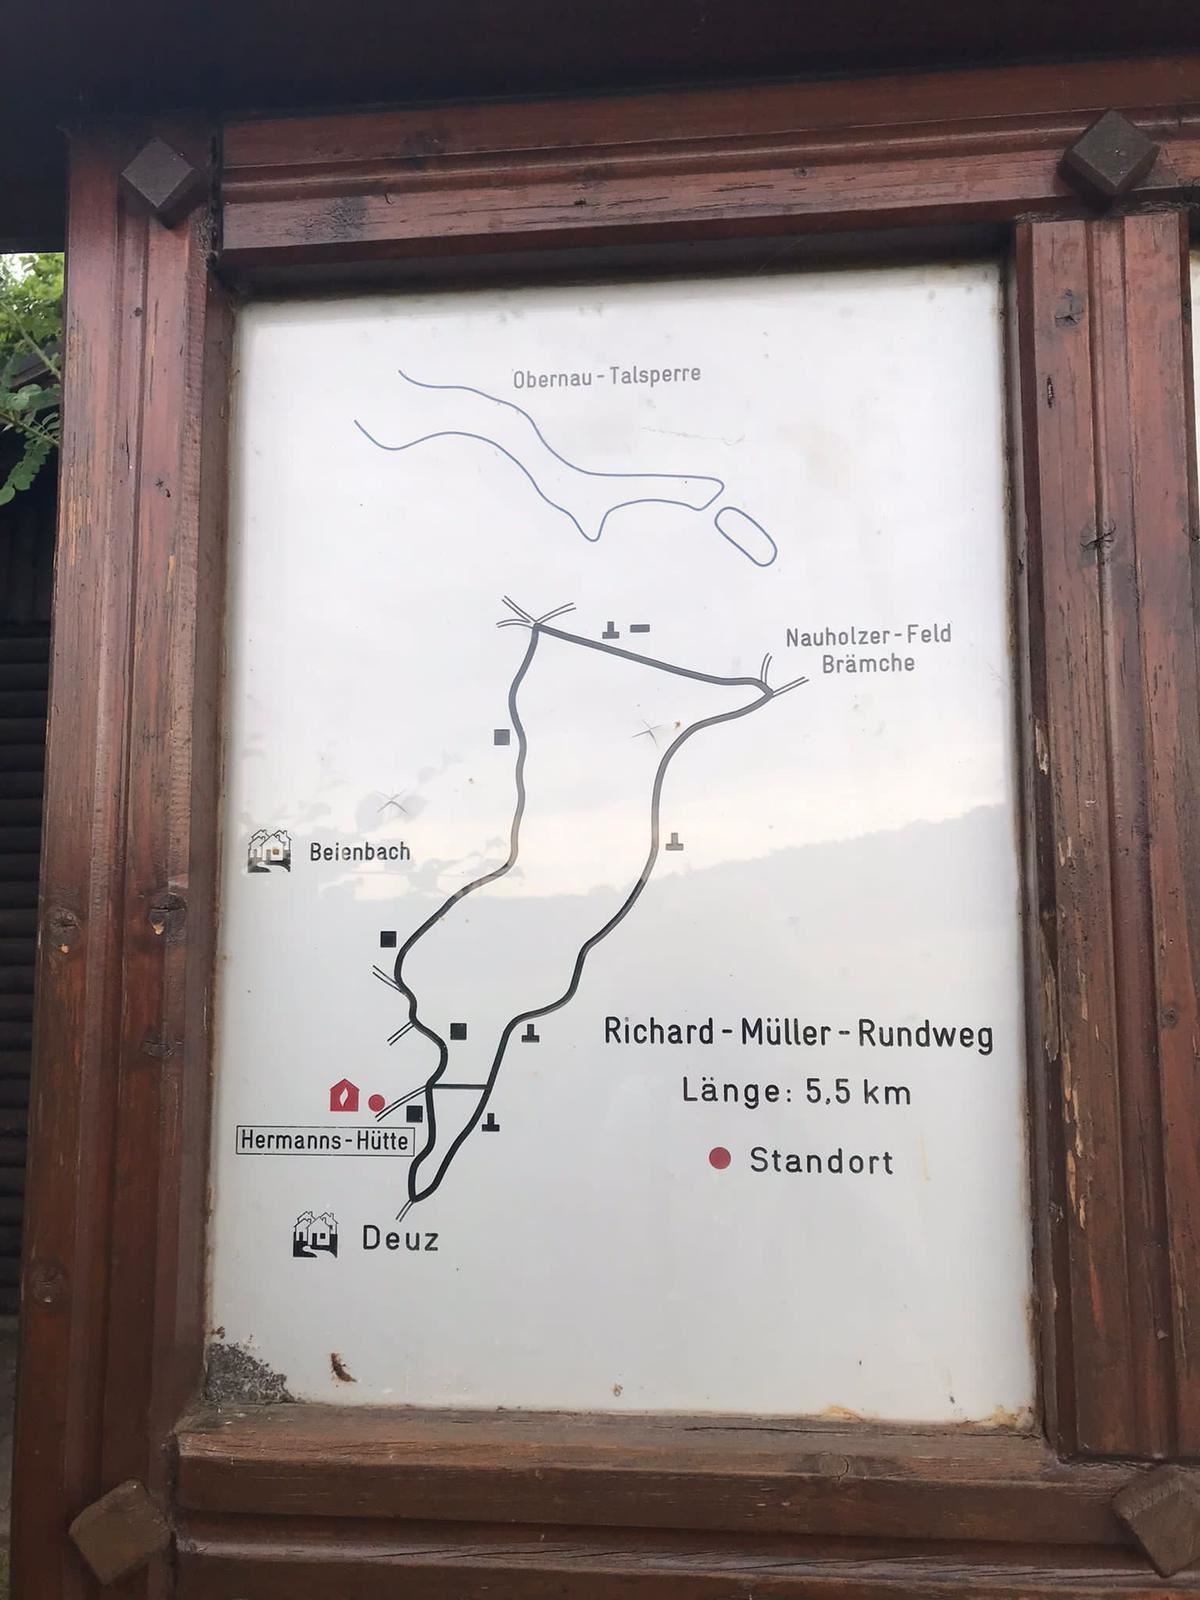 Obernau-Talsperre
Nauholzer-Feld
Brämche
Beienbach
Richard-Müller-Rundweg
Länge: 5,5 km
Standort
Hermanns-Hütte
Deuz